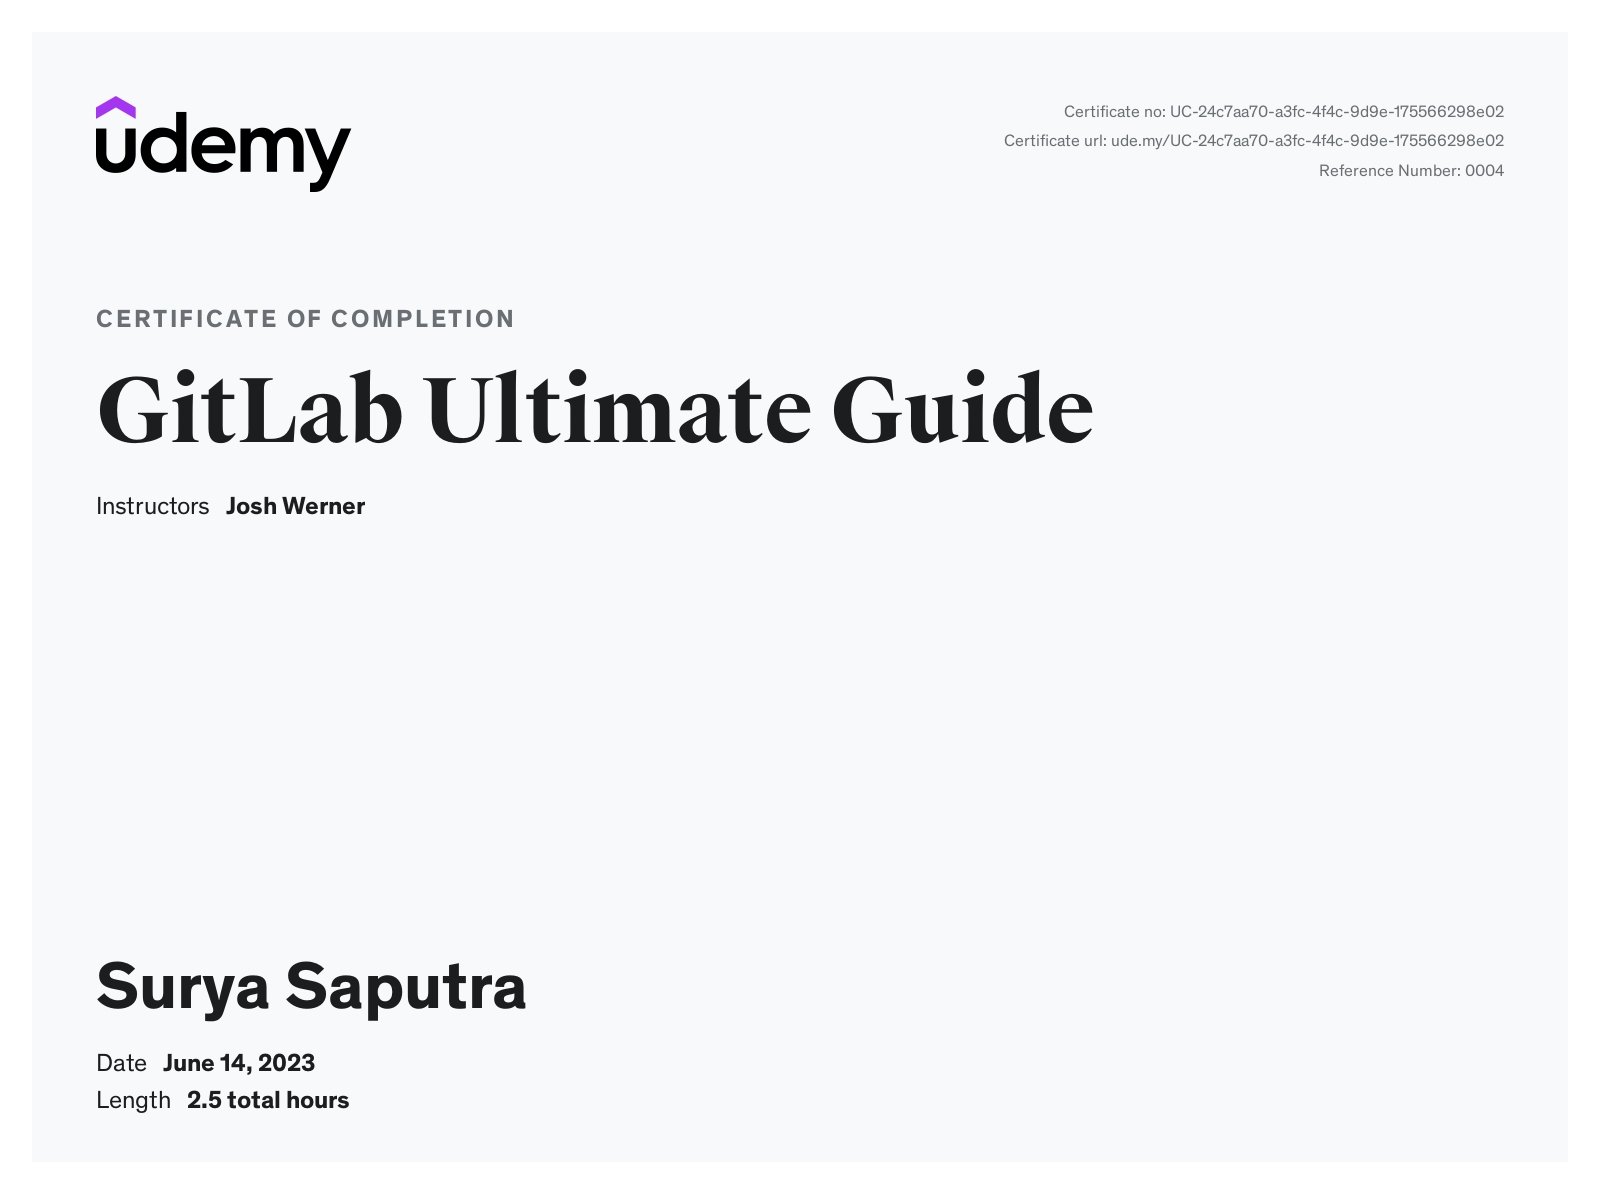 udemy
Certificate no: UC-24c7aa70-a3fc-4f4c-9d9e-175566298e02
Certificate url: ude.my/UC-24c7aa70-a3fc-4f4c-9d9e-175566298e02
Reference Number: 0004
CERTIFICATE OF COMPLETION
GitLab Ultimate Guide
Instructors Josh Werner
Surya Saputra
Date June 14, 2023
Length 2.5 total hours